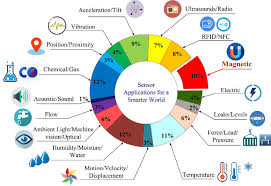 Acceleration/Tilt
Ultrasounds/Radio
Vibration
RFID/NFC
Position/Proximity
Magnetic
Chemical/Gas
Electric
Acoustic/Sound
Leaks/Levels
Flow
Ambient Light/Machine
vision/Optical
Force/Load/
Pressure
Humidity/Moisture/
Water
Motion/Velocity/
Displacement
Temperature
Sensor
Applications for a
Smarter World
9%
7%
8%
10%
11%
12%
12%